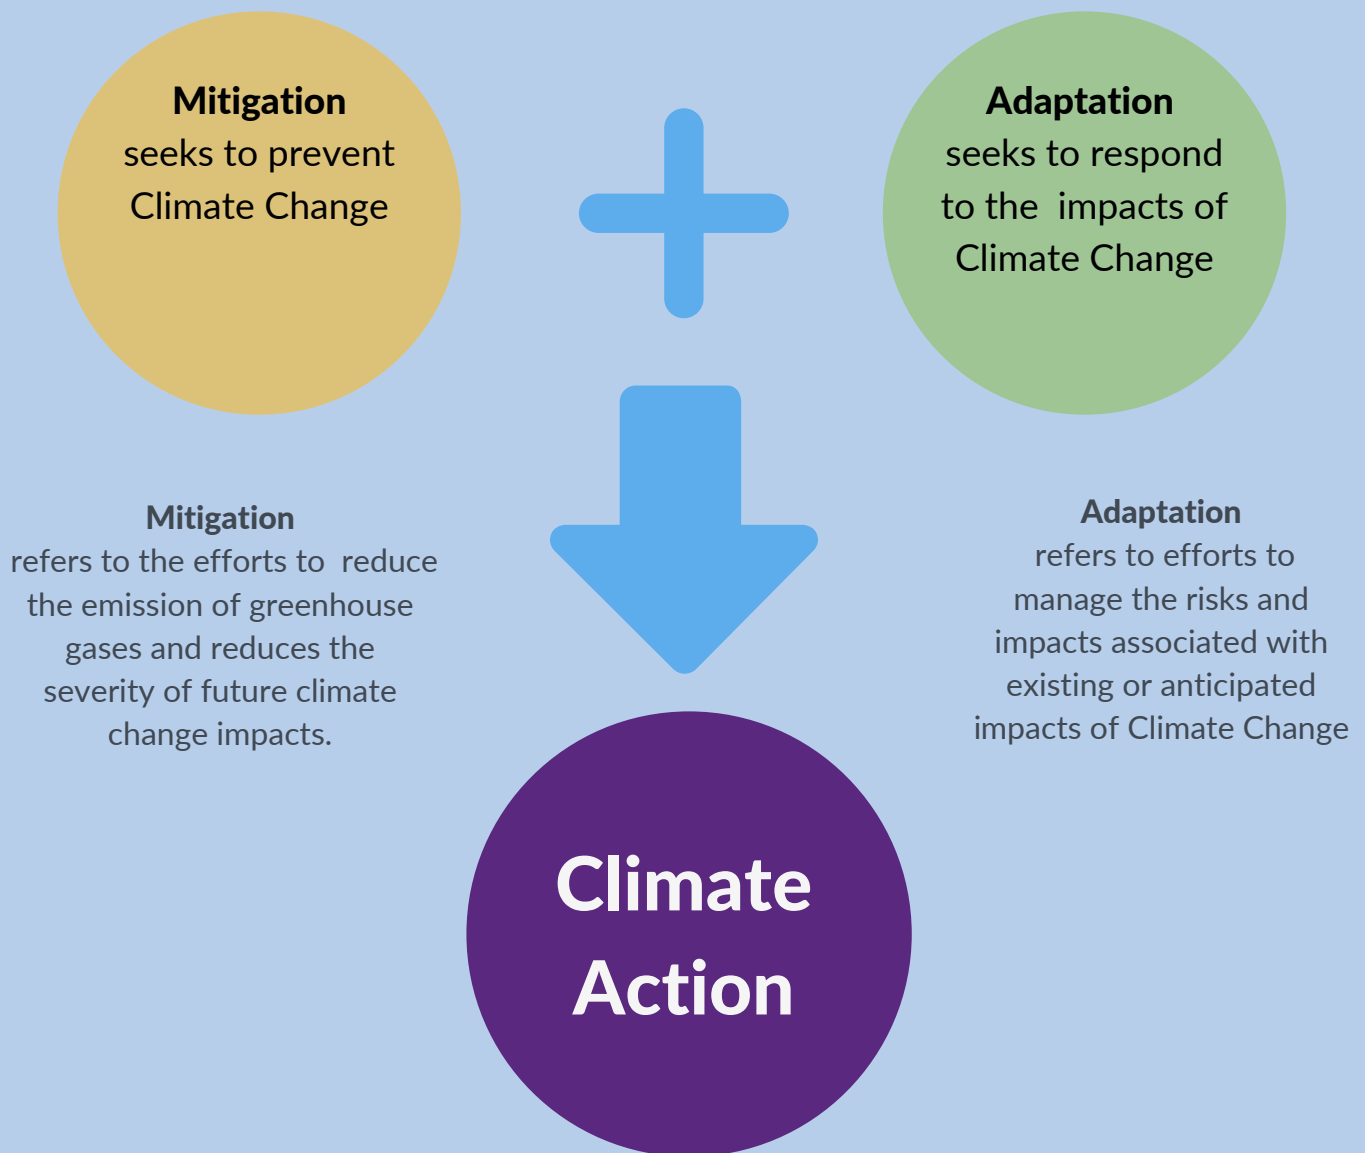 Mitigation
seeks to prevent
Climate Change
Adaptation
seeks to respond
to the  impacts of
Climate Change
Mitigation
refers to the efforts to  reduce
the emission of greenhouse
gases and reduces the
severity of future climate
change impacts.
Adaptation
refers to efforts to
manage the risks and
impacts associated with
existing or anticipated
impacts of Climate Change
Climate
Action